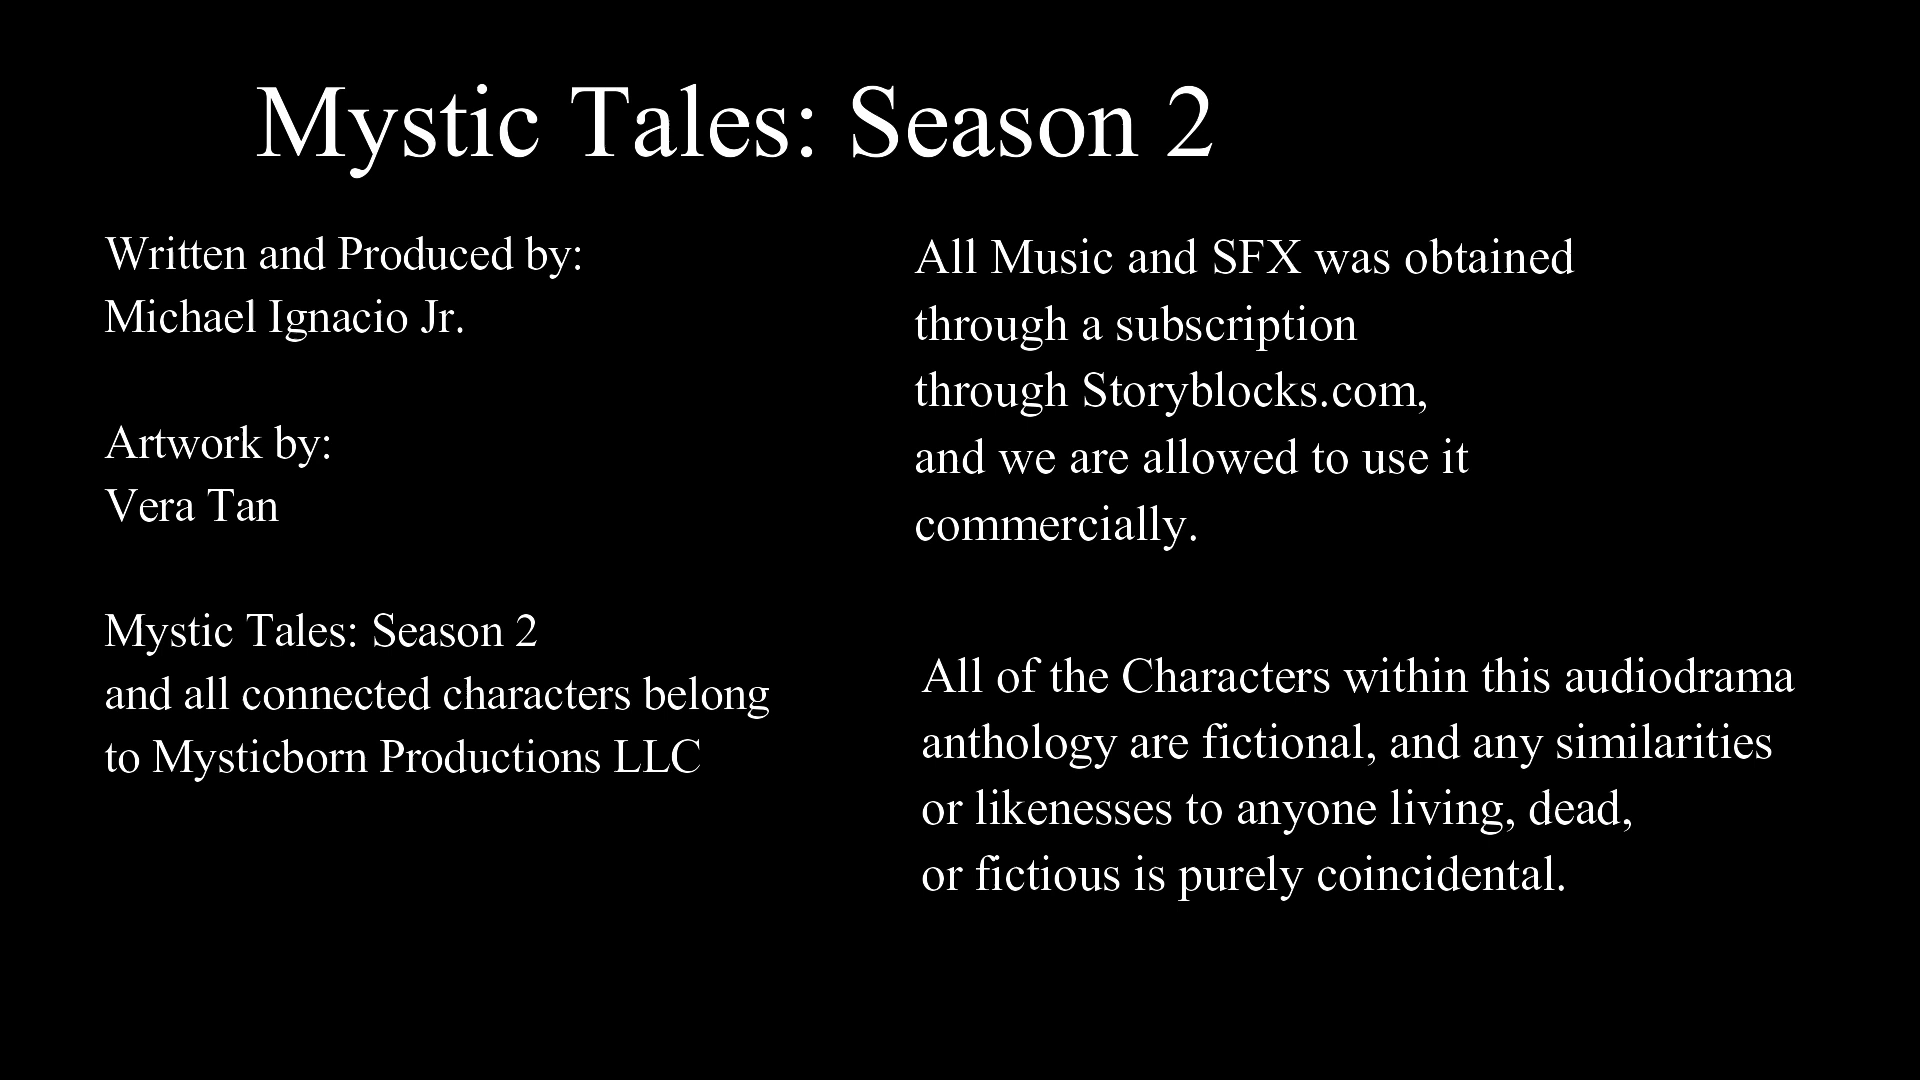 Mystic Tales: Season 2
Written and Produced by:
Michael Ignacio Jr.
Artwork by:
Vera Tan
Mystic Tales: Season 2
and all connected characters belong
to Mysticborn Productions LLC
All Music and SFX was obtained
through a subscription
through Storyblocks.com,
and we are allowed to use it
commercially.
All of the Characters within this audiodrama
anthology are fictional, and any similarities
or likenesses to anyone living, dead,
or fictious is purely coincidental.